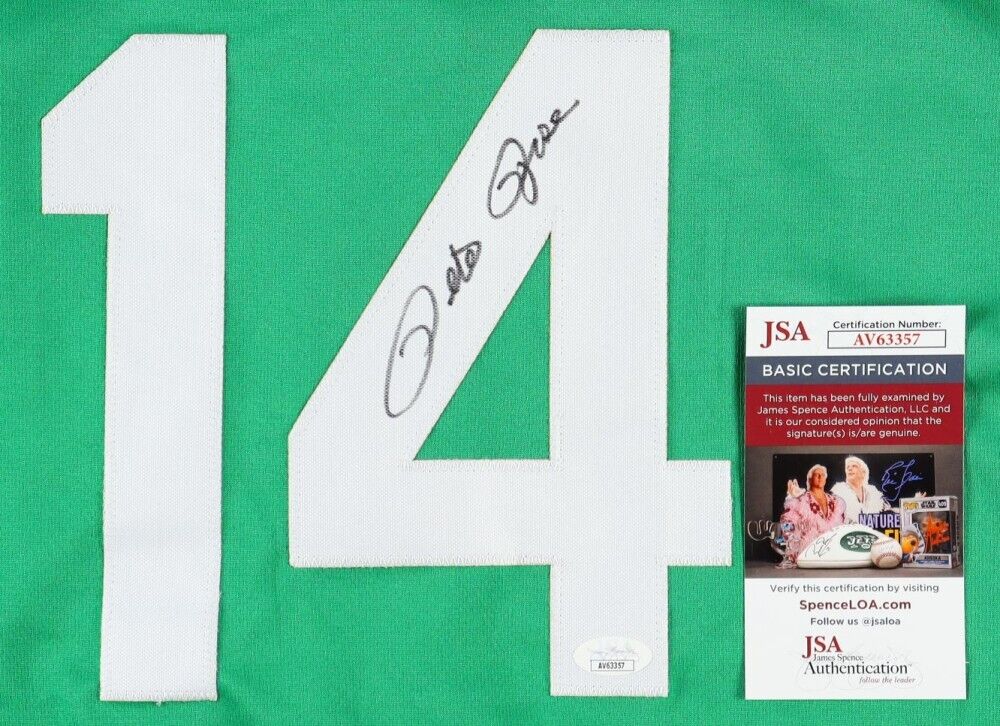 14
Pete Rose
AV63357
JSA
Certification Number:
AV63357
BASIC CERTIFICATION
This item has been fully examined by
James Spence Authentication, LLC and
it is our considered opinion that the
signature(s) is/are genuine.
NATURE
JETS
Verify this certification by visiting
SpenceLOA.com
Follow us @jsaloa
JSA
James Spence
Authentication
follow the leader